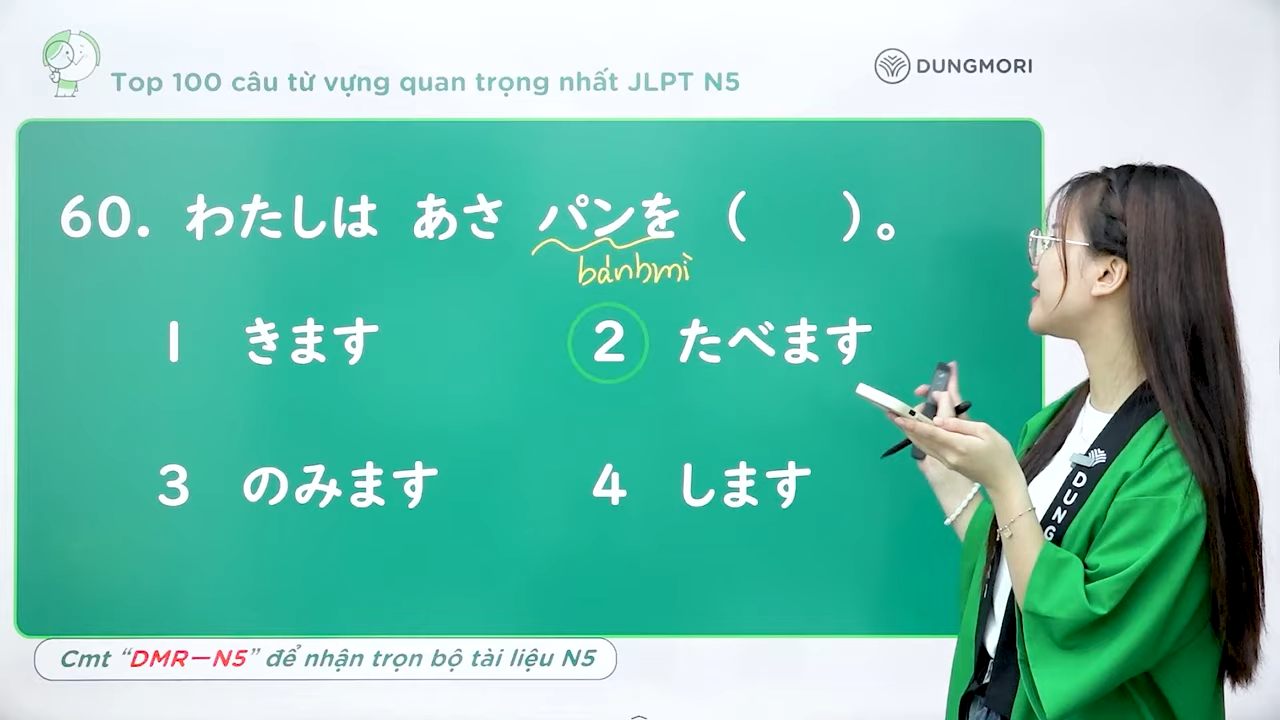 Top 100 câu từ vựng quan trọng nhất JLPT N5
DUNGMORI
60. わたしは あさ パンを ( )。
bánhmì
1 きます
2 たべます
3 のみます
4 します
DUNG
Cmt “DMR–N5” để nhận trọn bộ tài liệu N5